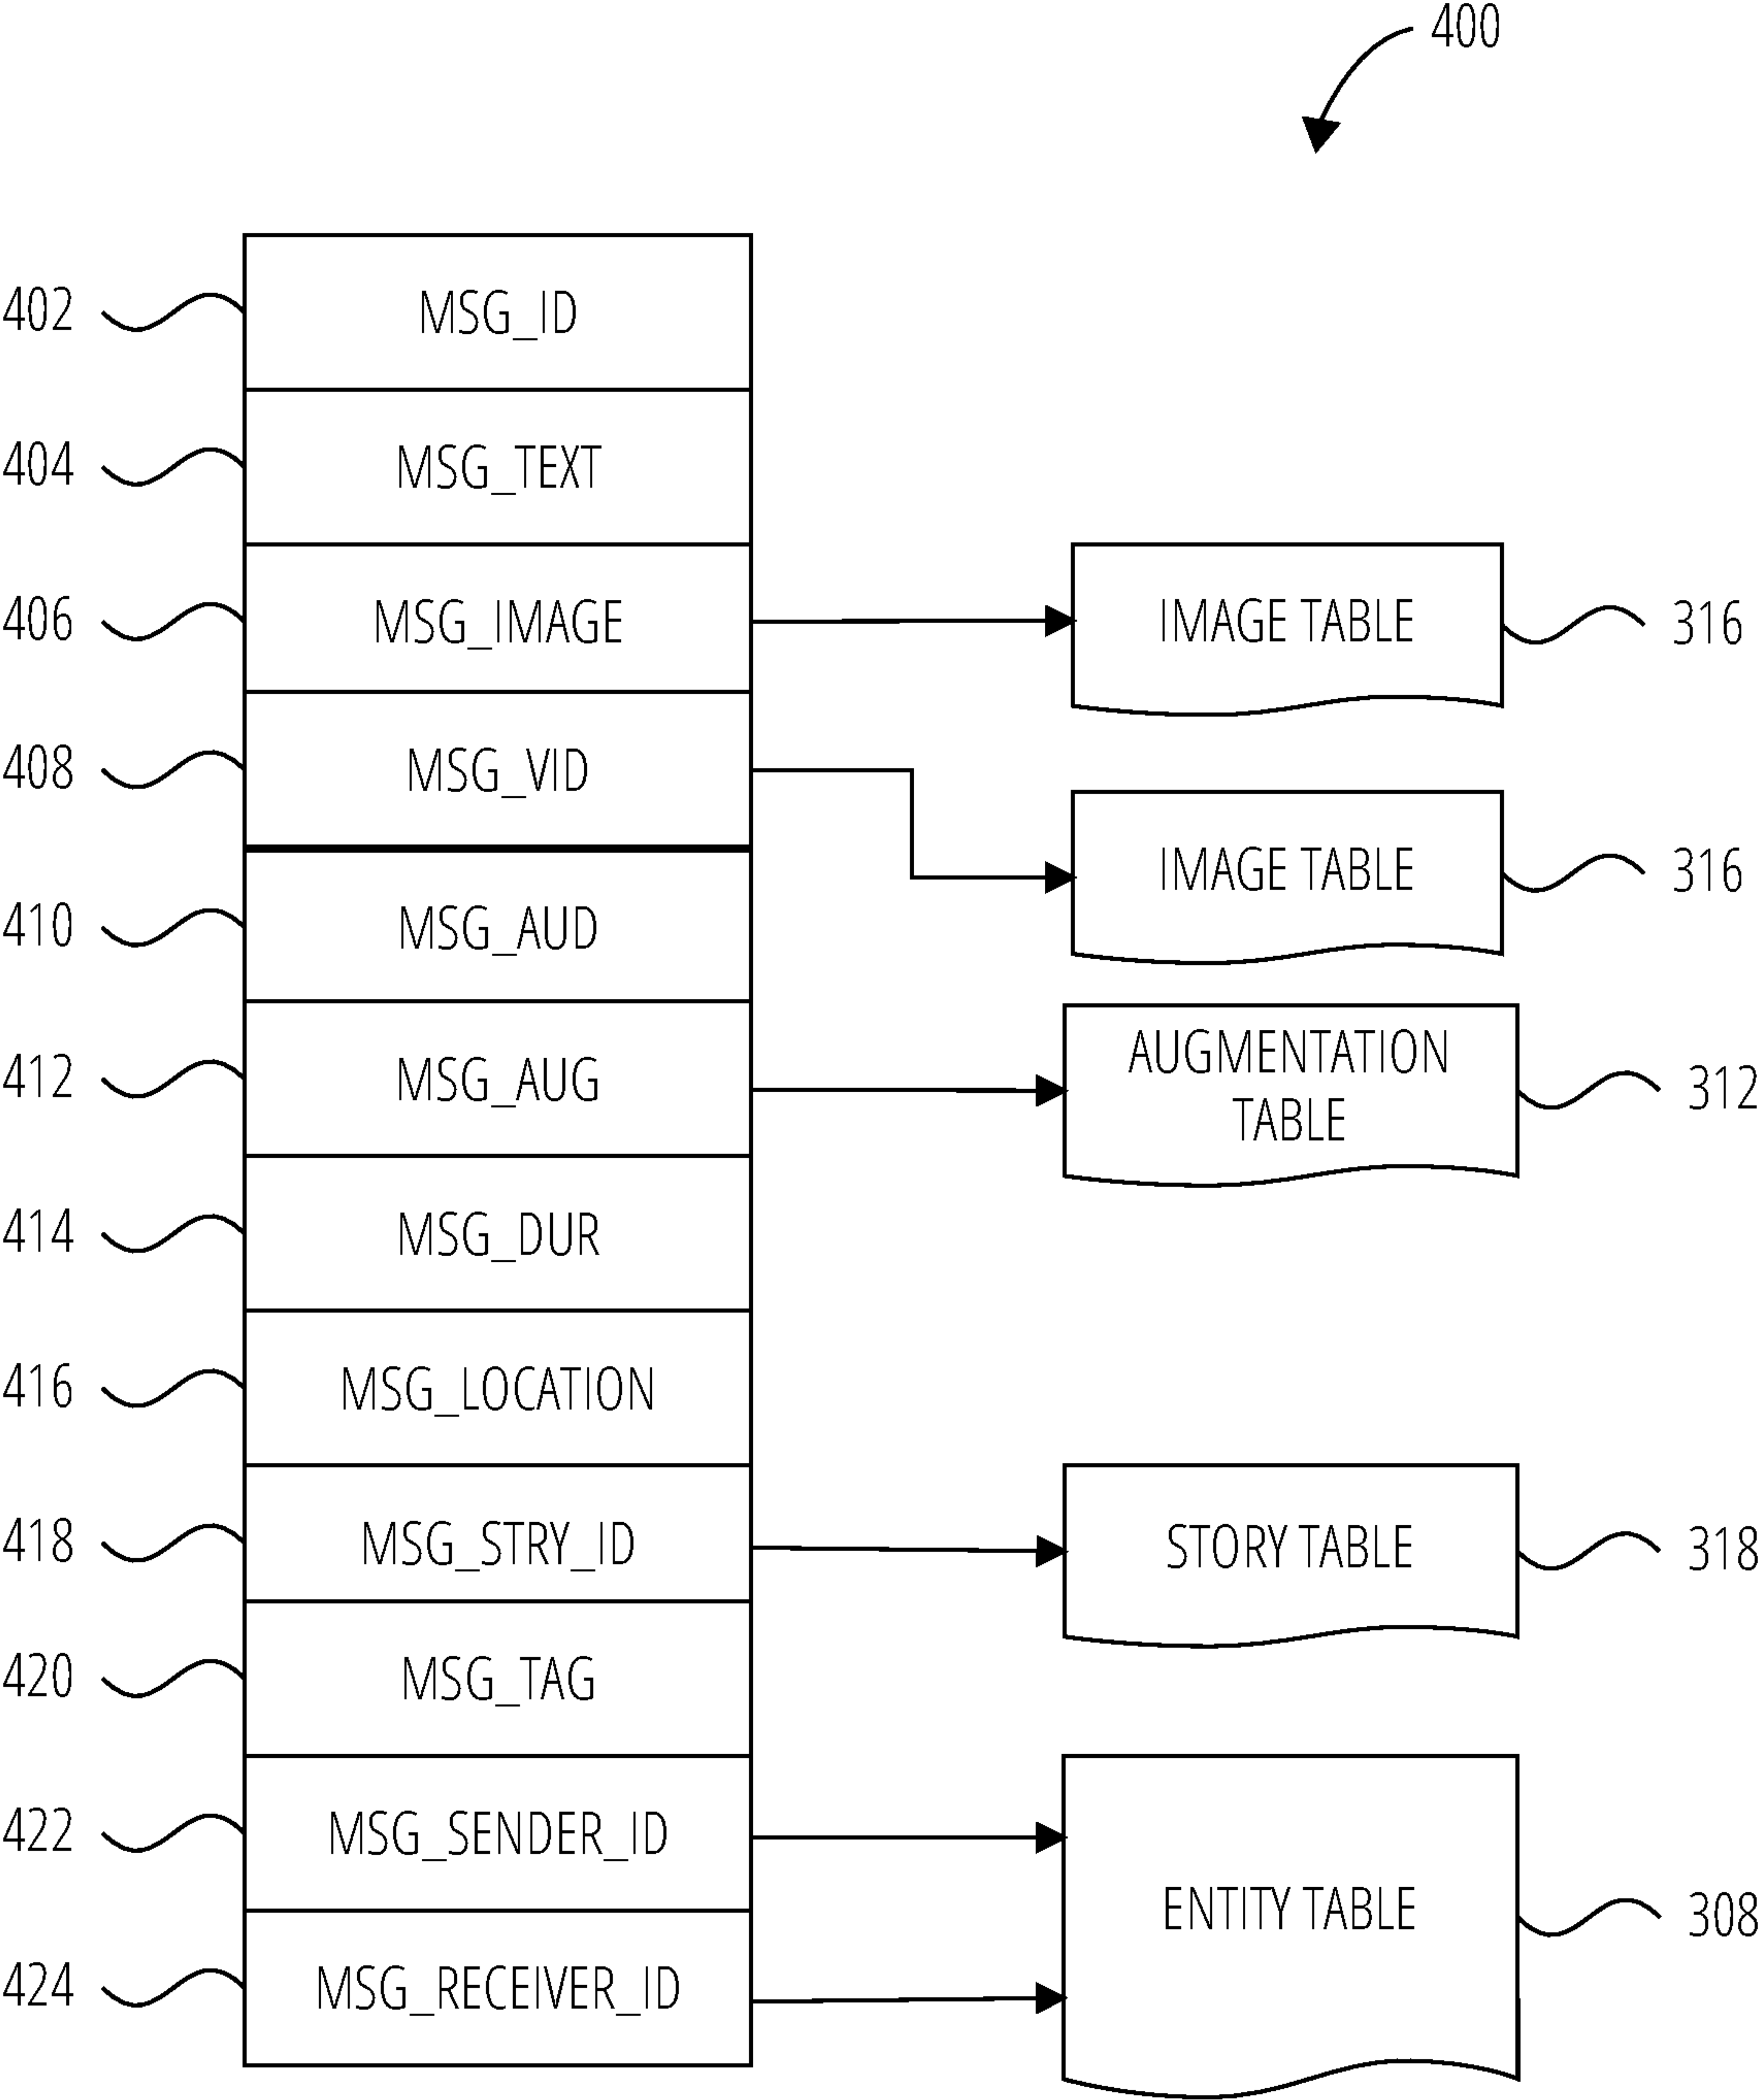 400
402
MSG_ID
404
MSG_TEXT
406
MSG_IMAGE
IMAGE TABLE
316
408
MSG_VID
IMAGE TABLE
316
410
MSG_AUD
412
MSG_AUG
AUGMENTATION
TABLE
312
414
MSG_DUR
416
MSG_LOCATION
418
MSG_STRY_ID
STORY TABLE
318
420
MSG_TAG
422
MSG_SENDER_ID
ENTITY TABLE
308
424
MSG_RECEIVER_ID